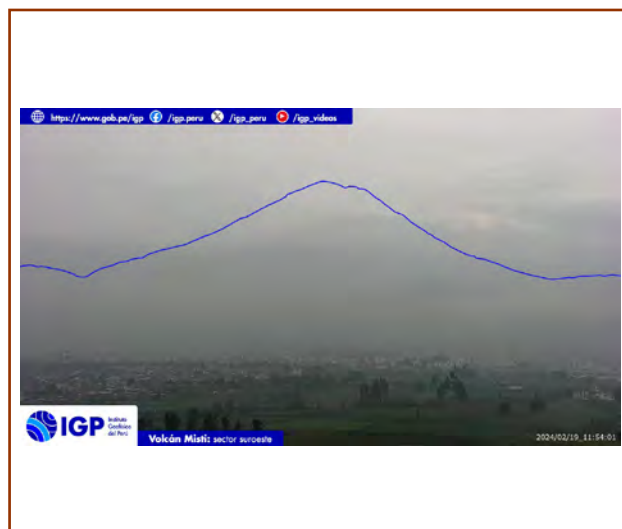 https://www.gob.pe/igp /igp.peru /igp_peru /igp_videos
IGP
Instituto
Geofísico
del Perú
Volcán Misti: sector suroeste
2024/02/19_11:54:01